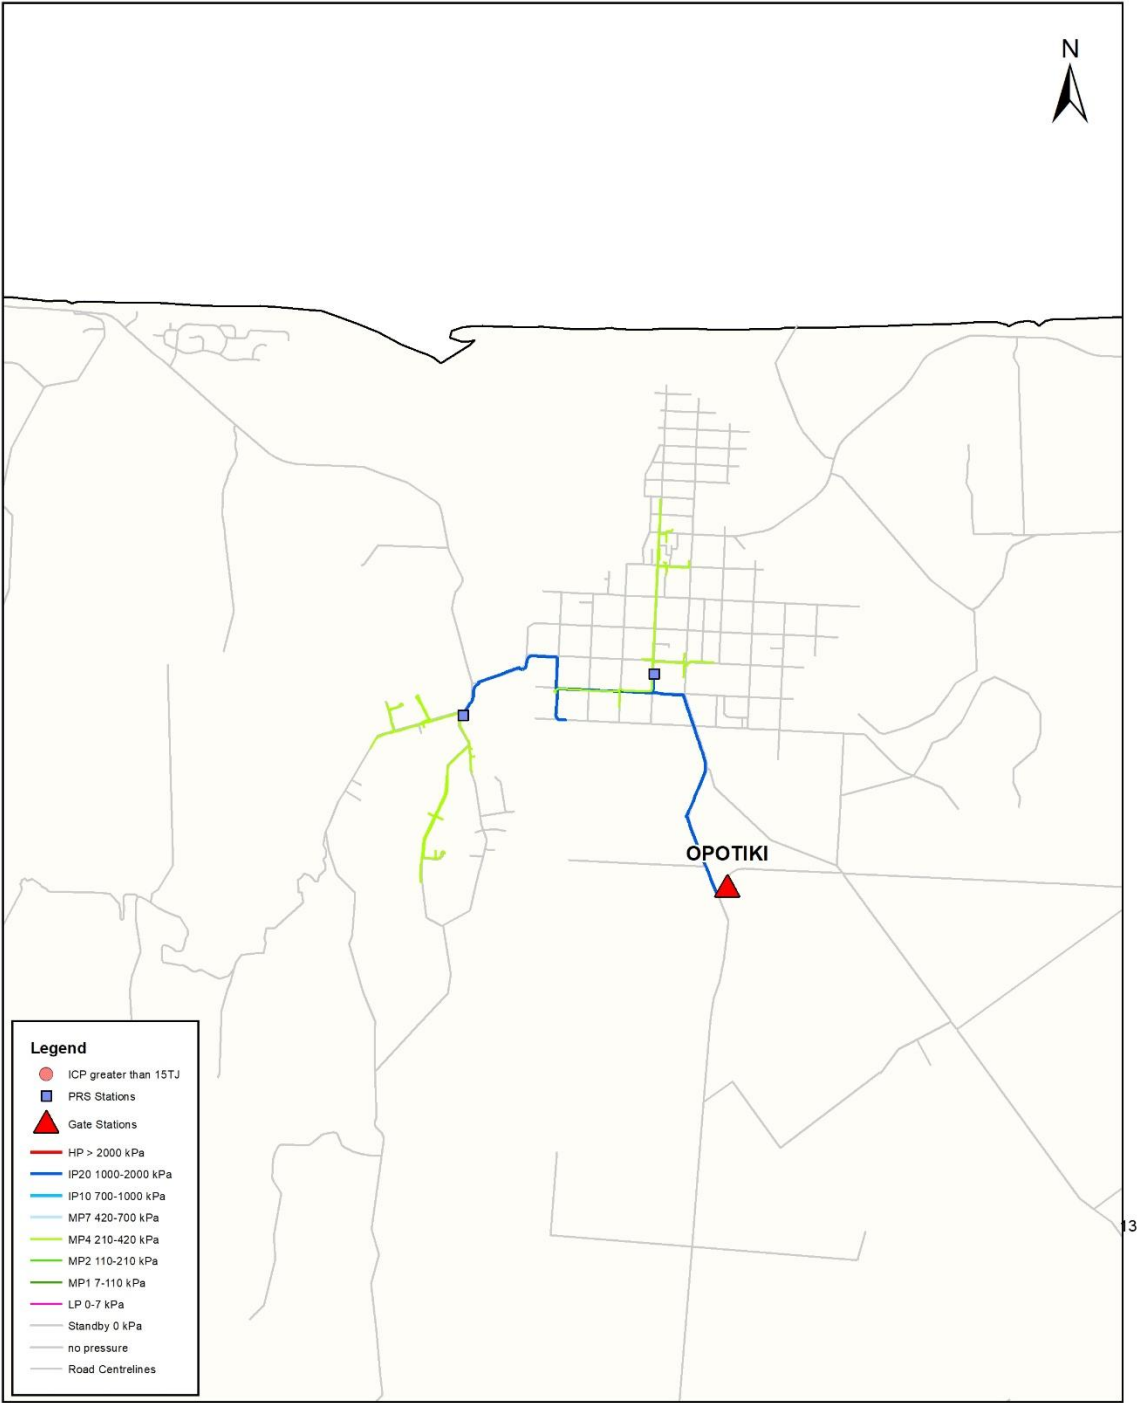 N
OPOTIKI
13
Legend
ICP greater than 15TJ
PRS Stations
Gate Stations
HP > 2000 kPa
IP20 1000-2000 kPa
IP10 700-1000 kPa
MP7 420-700 kPa
MP4 210-420 kPa
MP2 110-210 kPa
MP1 7-110 kPa
LP 0-7 kPa
Standby 0 kPa
no pressure
Road Centrelines